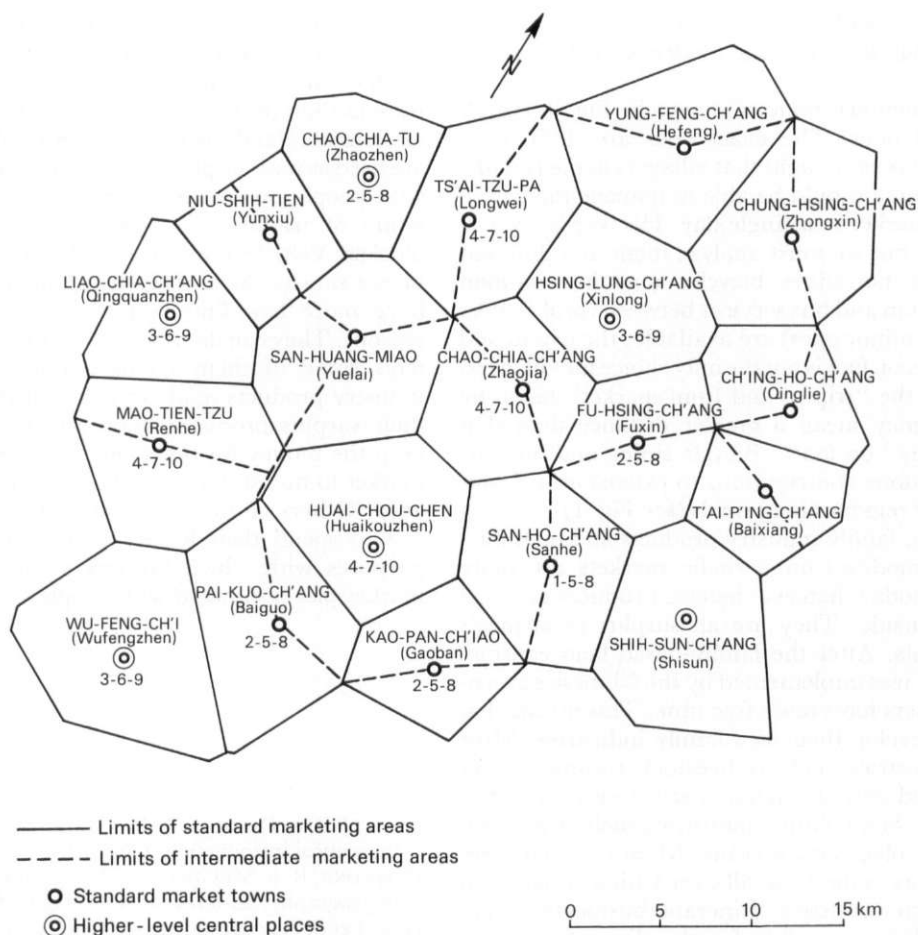 N
YUNG-FENG-CH'ANG
(Hefeng)
CHAO-CHIA-TU
(Zhaozhen)
2-5-8
TS'AI-TZU-PA
(Longwei)
4-7-10
NIU-SHIH-TIEN
(Yùnxiu)
CHUNG-HSING-CH'ANG
(Zhongxin)
LIAO-CHIA-CH'ANG
(Qingquanzhen)
3-6-9
HSING-LUNG-CH'ANG
(Xinlong)
3-6-9
SAN-HUANG-MIAO
(Yuelai)
CHAO-CHIA-CH'ANG
(Zhaojia)
4-7-10
CH'ING-HO-CH'ANG
(Qinglie)
MAO-TIEN-TZU
(Renhe)
4-7-10
FU-HSING-CH'ANG
(Fuxin)
2-5-8
HUAI-CHOU-CHEN
(Huaikouzhen)
4-7-10
T'AI-P'ING-CH'ANG
(Baixiang)
SAN-HO-CH'ANG
(Sanhe)
1-5-8
PAI-KUO-CH'ANG
(Baiguo)
2-5-8
WU-FENG-CH'I
(Wufengzhen)
3-6-9
KAO-PAN-CH'IAO
(Gaoban)
2-5-8
SHIH-SUN-CH'ANG
(Shisun)
Limits of standard marketing areas
Limits of intermediate marketing areas
Standard market towns
Higher-level central places
0 5 10 15 km